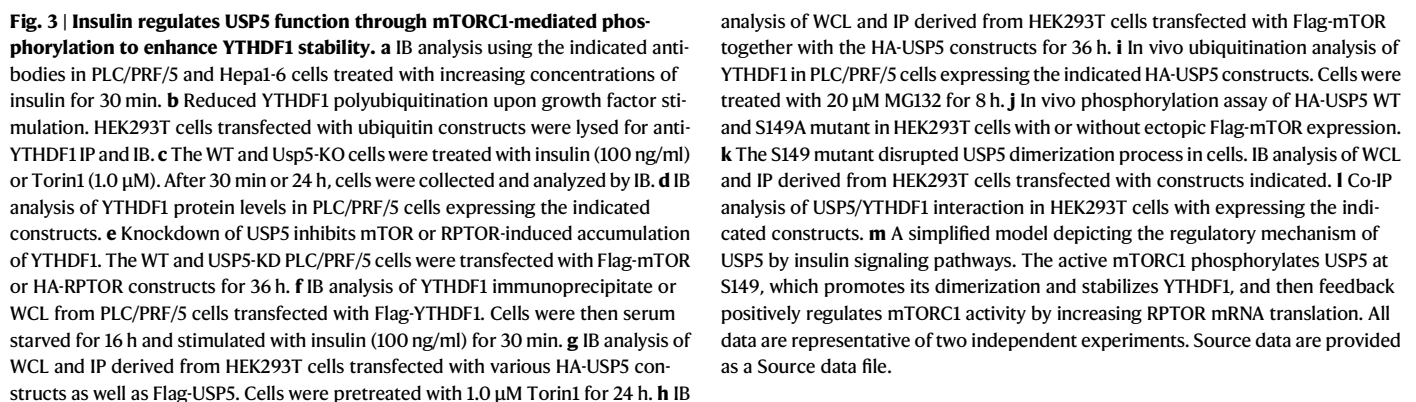 Fig. 3 | Insulin regulates USP5 function through mTORC1-mediated phos-
phorylation to enhance YTHDF1 stability. a IB analysis using the indicated anti-
bodies in PLC/PRF/5 and Hepa1-6 cells treated with increasing concentrations of
insulin for 30 min. b Reduced YTHDF1 polyubiquitination upon growth factor sti-
mulation. HEK293T cells transfected with ubiquitin constructs were lysed for anti-
YTHDF1 IP and IB. c The WT and Usp5-KO cells were treated with insulin (100 ng/ml)
or Torin1 (1.0 μM). After 30 min or 24 h, cells were collected and analyzed by IB. d IB
analysis of YTHDF1 protein levels in PLC/PRF/5 cells expressing the indicated
constructs. e Knockdown of USP5 inhibits mTOR or RPTOR-induced accumulation
of YTHDF1. The WT and USP5-KD PLC/PRF/5 cells were transfected with Flag-mTOR
or HA-RPTOR constructs for 36 h. f IB analysis of YTHDF1 immunoprecipitate or
WCL from PLC/PRF/5 cells transfected with Flag-YTHDF1. Cells were then serum
starved for 16 h and stimulated with insulin (100 ng/ml) for 30 min. g IB analysis of
WCL and IP derived from HEK293T cells transfected with various HA-USP5 con-
structs as well as Flag-USP5. Cells were pretreated with 1.0 μM Torin1 for 24 h. h IB
analysis of WCL and IP derived from HEK293T cells transfected with Flag-mTOR
together with the HA-USP5 constructs for 36 h. i In vivo ubiquitination analysis of
YTHDF1 in PLC/PRF/5 cells expressing the indicated HA-USP5 constructs. Cells were
treated with 20 μM MG132 for 8 h. j In vivo phosphorylation assay of HA-USP5 WT
and S149A mutant in HEK293T cells with or without ectopic Flag-mTOR expression.
k The S149 mutant disrupted USP5 dimerization process in cells. IB analysis of WCL
and IP derived from HEK293T cells transfected with constructs indicated. l Co-IP
analysis of USP5/YTHDF1 interaction in HEK293T cells with expressing the indi-
cated constructs. m A simplified model depicting the regulatory mechanism of
USP5 by insulin signaling pathways. The active mTORC1 phosphorylates USP5 at
S149, which promotes its dimerization and stabilizes YTHDF1, and then feedback
positively regulates mTORC1 activity by increasing RPTOR mRNA translation. All
data are representative of two independent experiments. Source data are provided
as a Source data file.